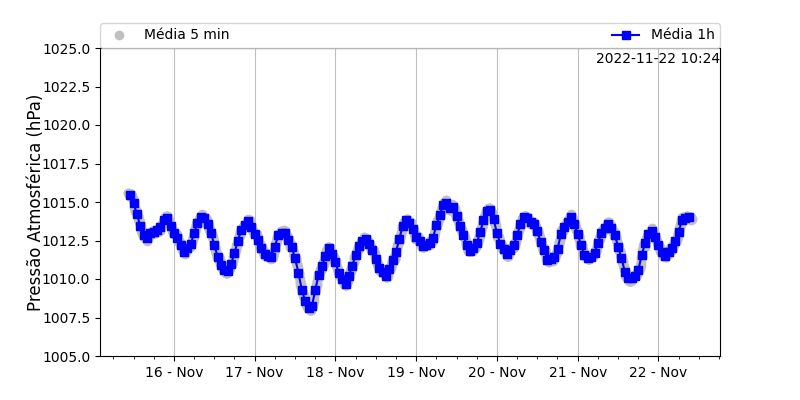 Média 5 min
Média 1h
2022-11-22 10:24
Pressão Atmosférica (hPa)
1025.0
1022.5
1020.0
1017.5
1015.0
1012.5
1010.0
1007.5
1005.0
16 - Nov
17 - Nov
18 - Nov
19 - Nov
20 - Nov
21 - Nov
22 - Nov